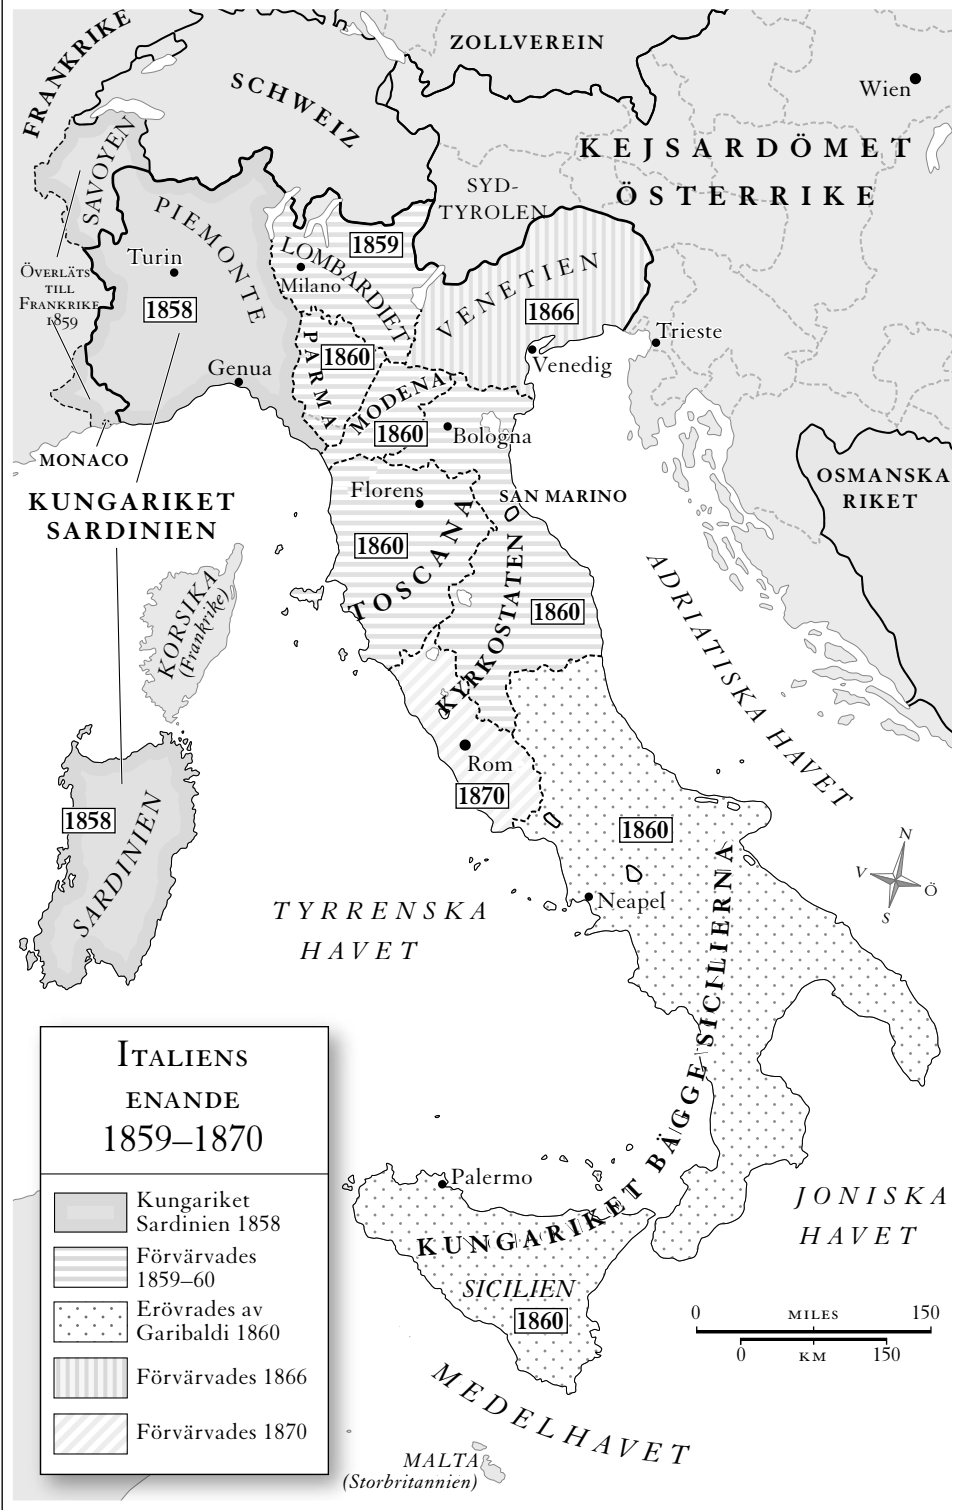 FRANKRIKE
ZOLLVEREIN
SCHWEIZ
Wien
KEJSARDÖMET
ÖSTERRIKE
SAVOYEN
SYD-
TYROLEN
PIEMONTE
Turin
1858
LOMBARDIET
1859
Milano
VENETIEN
1866
Överläts
till
Frankrike
1859
Trieste
Venedig
PARMA
1860
Genua
MODENA
1860
Bologna
MONACO
OSMANSKA
RIKET
KUNGARIKET
SARDINIEN
Florens
SAN MARINO
TOSCANA
1860
KYRKOSTATEN
1860
KORSIKA
(Frankrike)
ADRIATISKA HAVET
Rom
1870
1858
SARDINIEN
1860
Neapel
N
V
Ö
S
TYRRENSKA
HAVET
KUNGARIKET BÄGGE SICILIERNA
Palermo
SICILIEN
1860
JONISKA
HAVET
MEDELHAVET
MALTA
(Storbritannien)
0 MILES 150
0 KM 150
Italiens
enande
1859–1870
Kungariket
Sardinien 1858
Förvärvades
1859–60
Erövrades av
Garibaldi 1860
Förvärvades 1866
Förvärvades 1870